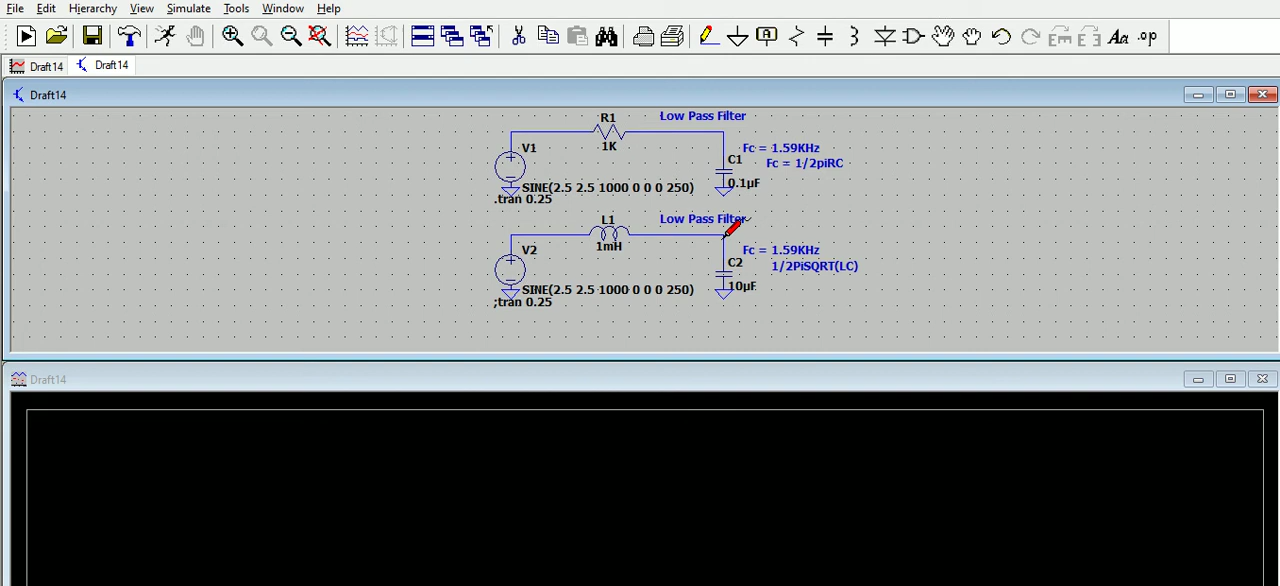 File Edit Hierarchy View Simulate Tools Window Help
Aa .op
Draft14 Draft14
Draft14
R1 Low Pass Filter
V1 1K Fc = 1.59KHz
C1 Fc = 1/2piRC
0.1µF
SINE(2.5 2.5 1000 0 0 0 250)
.tran 0.25
L1 Low Pass Filter
V2 1mH Fc = 1.59KHz
C2 1/2PiSQRT(LC)
10µF
SINE(2.5 2.5 1000 0 0 0 250)
;tran 0.25
Draft14